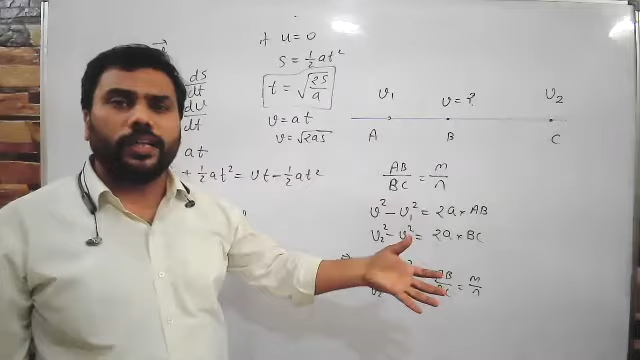 u = 0
S = ½at²
t = √(2S/a)
v = at
v = √2as
ds/dt
dv/dt
at
+ ½at² = vt - ½at²
v₁ v = ? v₂
A B C
AB/BC = m/n
v² - v₁² = 2a × AB
v₂² - v² = 2a × BC
= m/n